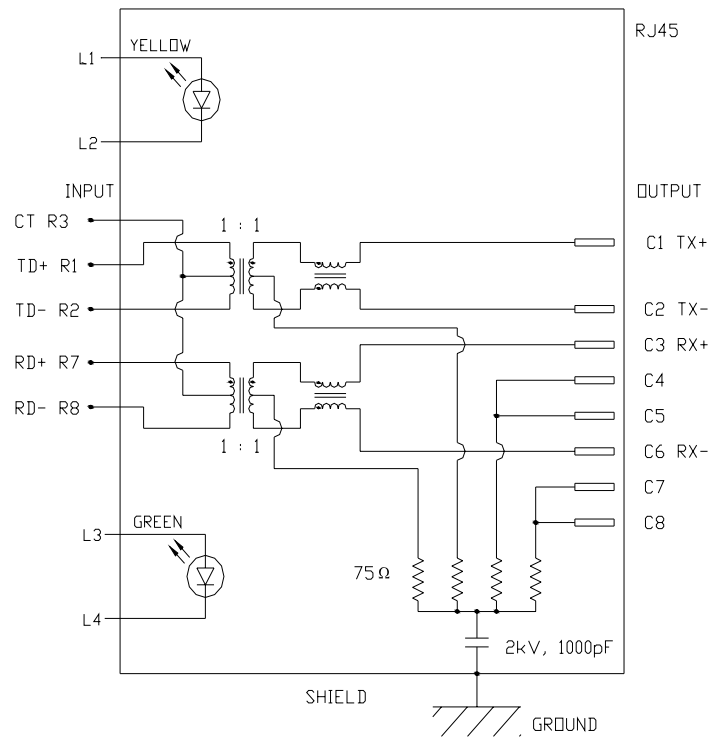 RJ45
YELLOW
L1
L2
INPUT
OUTPUT
CT R3
1 : 1
C1 TX+
TD+ R1
TD- R2
C2 TX-
C3 RX+
RD+ R7
C4
RD- R8
C5
1 : 1
C6 RX-
C7
GREEN
C8
L3
75Ω
L4
2kV, 1000pF
SHIELD
GROUND